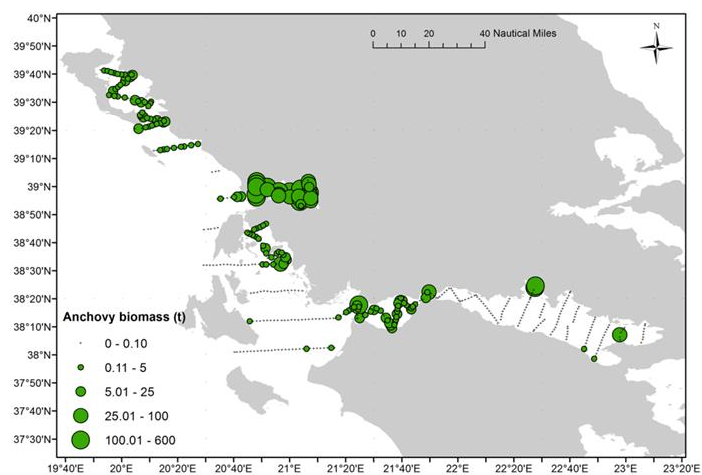 40°N
39°50'N
39°40'N
39°30'N
39°20'N
39°10'N
39°N
38°50'N
38°40'N
38°30'N
38°20'N
38°10'N
38°N
37°50'N
37°40'N
37°30'N
0 10 20 40 Nautical Miles
N
Anchovy biomass (t)
0 - 0.10
0.11 - 5
5.01 - 25
25.01 - 100
100.01 - 600
19°40'E 20°E 20°20'E 20°40'E 21°E 21°20'E 21°40'E 22°E 22°20'E 22°40'E 23°E 23°20'E